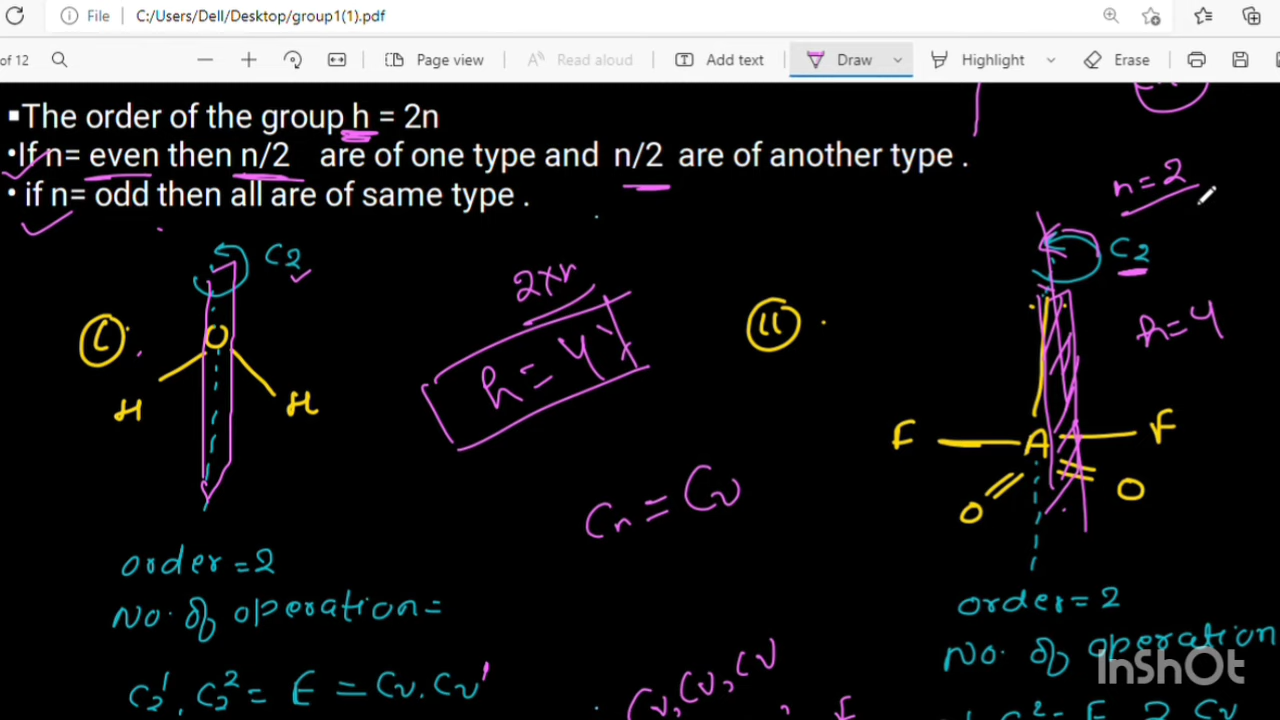 File C:/Users/Dell/Desktop/group1(1).pdf
of 12 Page view Read aloud Add text Draw Highlight Erase
▪The order of the group h = 2n
•If n= even then n/2 are of one type and n/2 are of another type .
• if n= odd then all are of same type .
n=2
C2
C2
2xn
(i)
(ii)
h=4
h=4
O
H H
F A F
O O
Cn = Cv
order=2
No. of operation=
C2¹, C2² = E = Cv, Cv'
Cv, Cv, Cv
order=2
No. of operation
InShOt